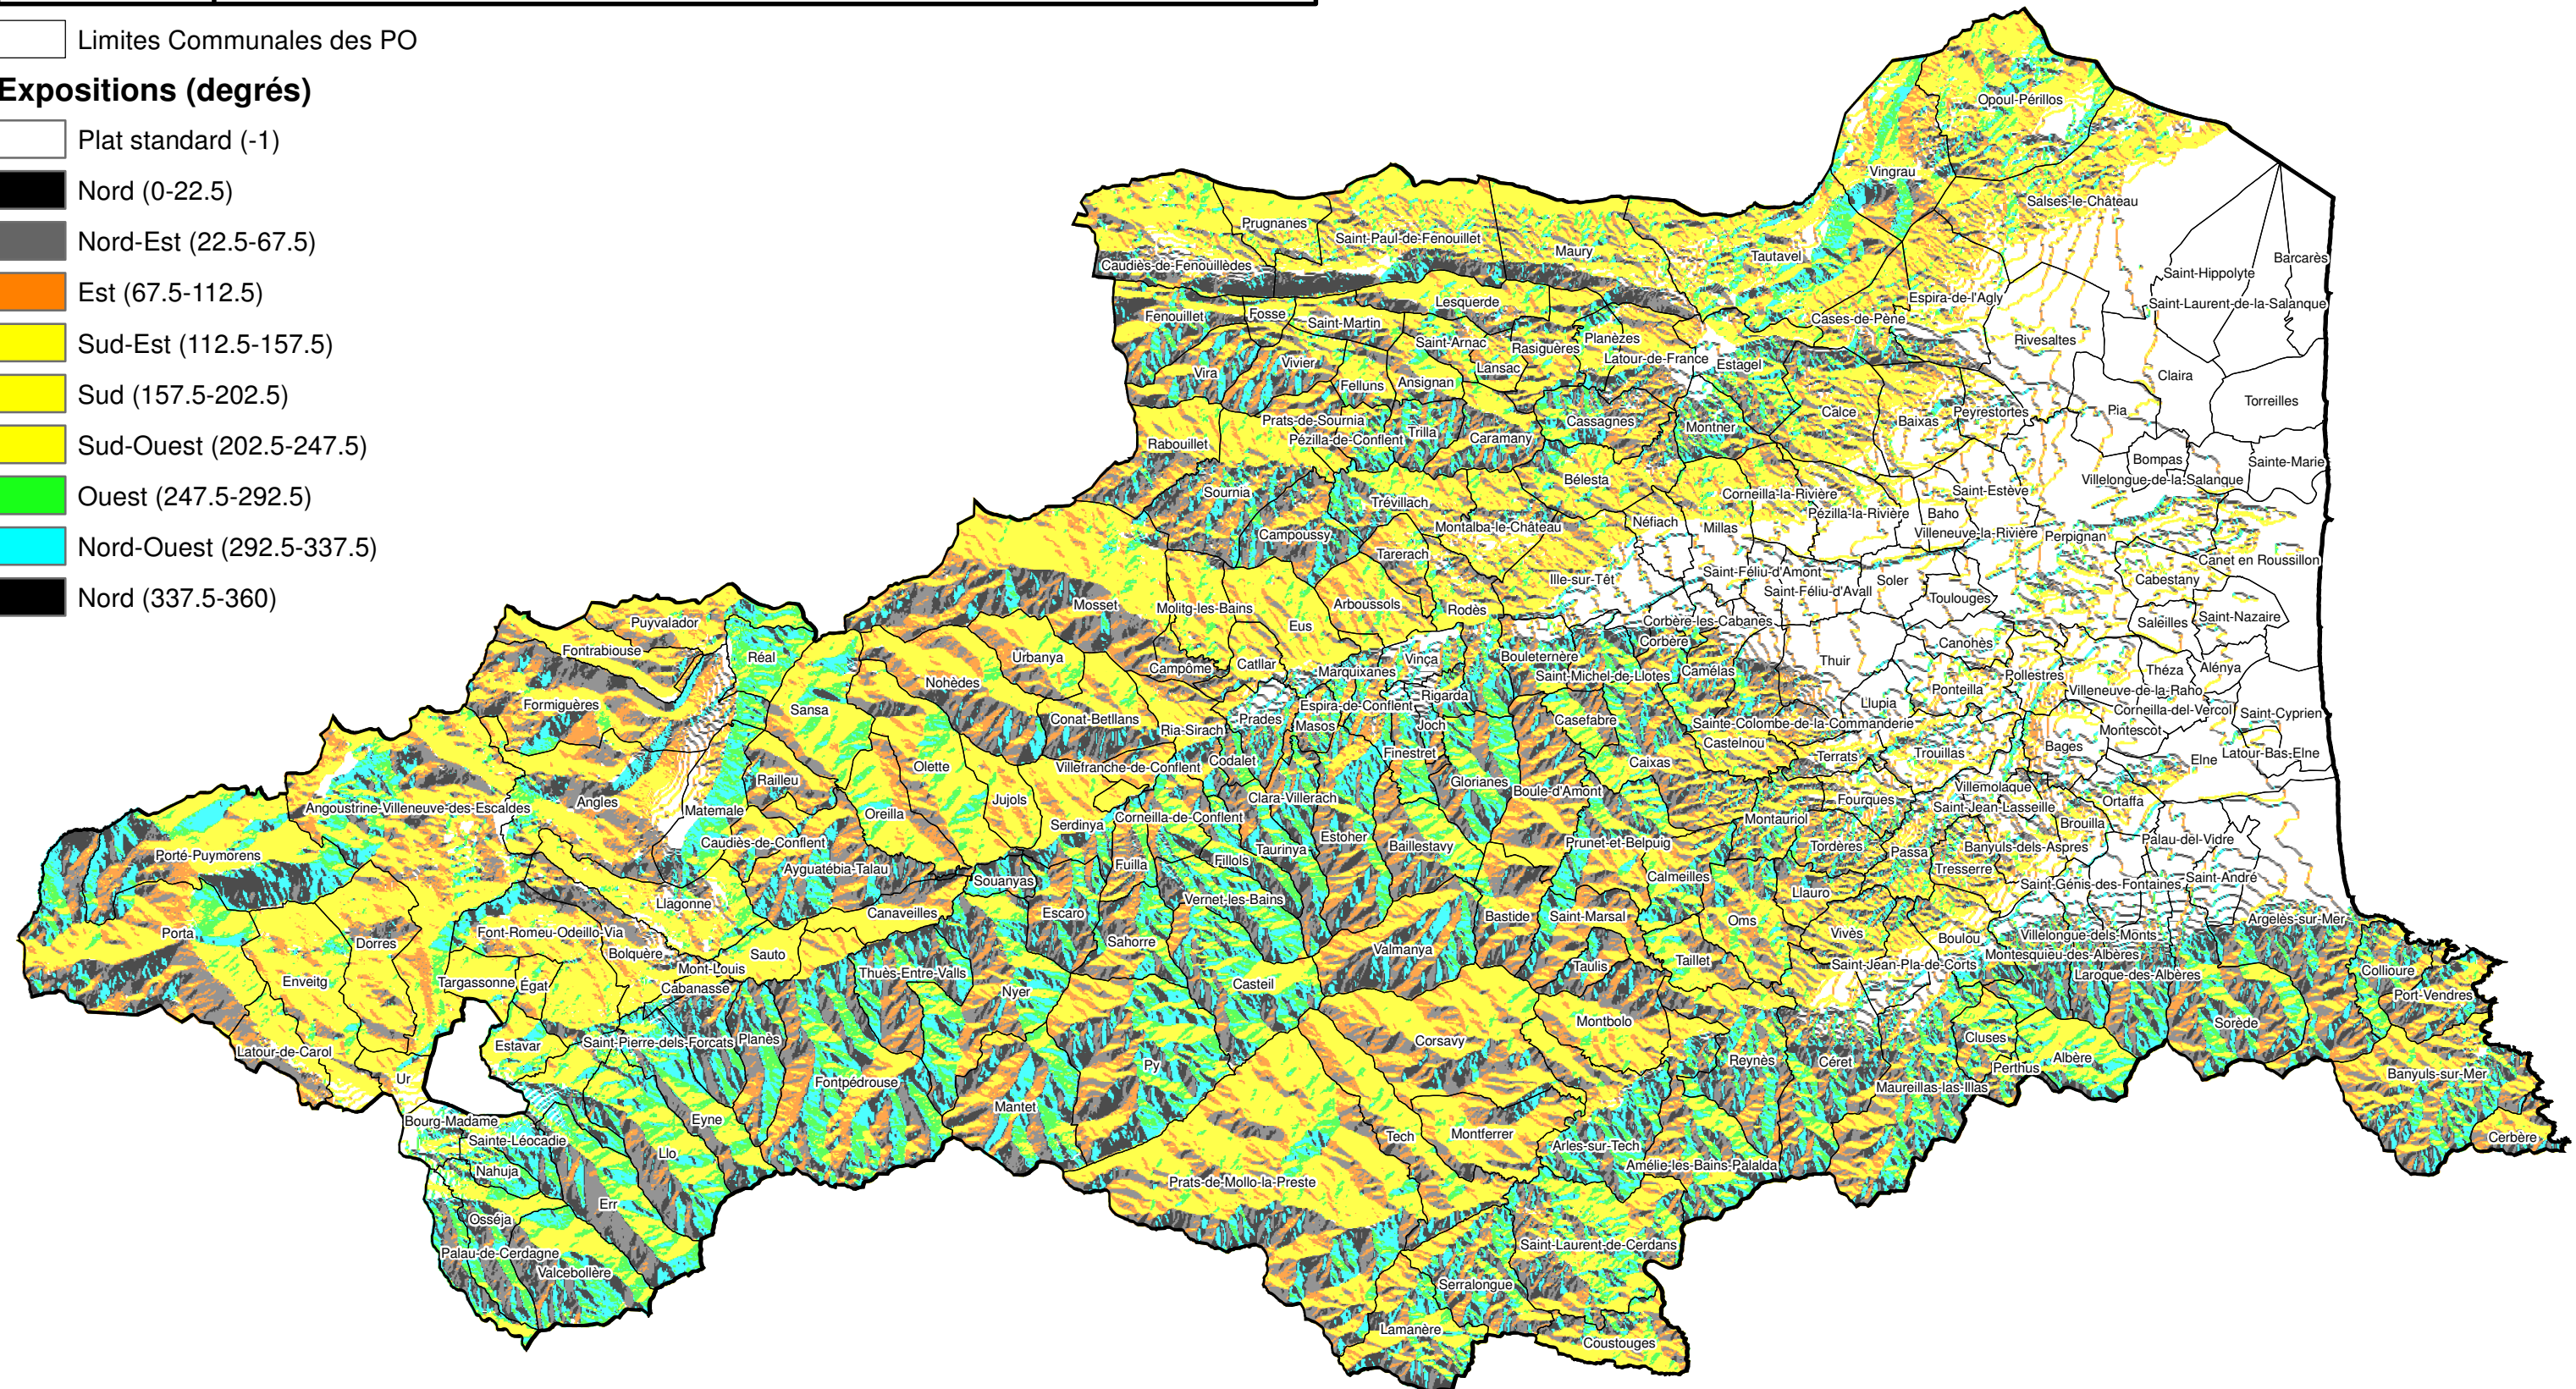 Limites Communales des PO
Expositions (degrés)
Plat standard (-1)
Nord (0-22.5)
Nord-Est (22.5-67.5)
Est (67.5-112.5)
Sud-Est (112.5-157.5)
Sud (157.5-202.5)
Sud-Ouest (202.5-247.5)
Ouest (247.5-292.5)
Nord-Ouest (292.5-337.5)
Nord (337.5-360)
Opoul-Périllos
Vingrau
Salses-le-Château
Prugnanes
Saint-Paul-de-Fenouillet
Maury
Tautavel
Caudiès-de-Fenouillèdes
Saint-Hippolyte
Barcarès
Lesquerde
Espira-de-l'Agly
Saint-Laurent-de-la-Salanque
Fenouillet
Fosse
Saint-Martin
Cases-de-Pène
Saint-Arnac
Rasiguères
Planèzes
Rivesaltes
Vira
Vivier
Latour-de-France
Estagel
Lansac
Felluns
Ansignan
Claira
Torreilles
Prats-de-Sournia
Cassagnes
Calce
Baixas
Peyrestortes
Pia
Rabouillet
Pézilla-de-Conflent
Trilla
Caramany
Montner
Bompas
Sainte-Marie
Sournia
Bélesta
Villelongue-de-la-Salanque
Trévillach
Corneilla-la-Rivière
Saint-Estève
Campoussy
Montalba-le-Château
Néfiach
Millas
Pézilla-la-Rivière
Baho
Villeneuve-la-Rivière
Perpignan
Tarerach
Canet en Roussillon
Ille-sur-Têt
Saint-Féliu-d'Amont
Soler
Cabestany
Saint-Féliu-d'Avall
Toulouges
Mosset
Molitg-les-Bains
Arboussols
Rodès
Puyvalador
Eus
Corbère-les-Cabanes
Saleilles
Saint-Nazaire
Fontrabiouse
Réal
Urbanya
Campôme
Catllar
Vinça
Bouleternère
Corbère
Canohès
Nohèdes
Marquixanes
Saint-Michel-de-Llotes
Camélas
Thuir
Théza
Alénya
Formiguères
Sansa
Rigarda
Pollestres
Ponteilla
Villeneuve-de-la-Raho
Espira-de-Conflent
Conat-Betllans
Ria-Sirach
Prades
Masos
Joch
Casefabre
Sainte-Colombe-de-la-Commanderie
Llupia
Corneilla-del-Vercol
Saint-Cyprien
Montescot
Olette
Villefranche-de-Conflent
Codalet
Finestret
Caixas
Castelnou
Terrats
Trouillas
Bages
Elne
Latour-Bas-Elne
Railleu
Glorianes
Boule-d'Amont
Villemolaque
Angoustrine-Villeneuve-des-Escaldes
Angles
Matemale
Oreilla
Jujols
Clara-Villerach
Fourques
Saint-Jean-Lasseille
Ortaffa
Serdinya
Corneilla-de-Conflent
Montauriol
Brouilla
Caudiès-de-Conflent
Estoher
Baillestavy
Prunet-et-Belpuig
Tordères
Passa
Banyuls-dels-Aspres
Palau-del-Vidre
Porté-Puymorens
Ayguatébia-Talau
Fuilla
Fillols
Taurinya
Tresserre
Souanyas
Calmeilles
Llauro
Saint-Génis-des-Fontaines
Saint-André
Llagonne
Canaveilles
Escaro
Vernet-les-Bains
Bastide
Saint-Marsal
Oms
Argelès-sur-Mer
Porta
Dorres
Font-Romeu-Odeillo-Via
Bolquère
Sauto
Sahorre
Valmanya
Vivès
Boulou
Villelongue-dels-Monts
Montesquieu-des-Albères
Enveitg
Targassonne
Égat
Mont-Louis
Cabanasse
Thuès-Entre-Valls
Nyer
Casteil
Taulis
Taillet
Saint-Jean-Pla-de-Corts
Laroque-des-Albères
Collioure
Port-Vendres
Latour-de-Carol
Estavar
Saint-Pierre-dels-Forcats
Planès
Corsavy
Montbolo
Sorède
Cluses
Ur
Fontpédrouse
Py
Reynès
Céret
Albère
Perthus
Banyuls-sur-Mer
Maureillas-las-Illas
Bourg-Madame
Eyne
Mantet
Sainte-Léocadie
Tech
Montferrer
Arles-sur-Tech
Cerbère
Nahuja
Llo
Amélie-les-Bains-Palalda
Prats-de-Mollo-la-Preste
Err
Osséja
Palau-de-Cerdagne
Valcebollère
Saint-Laurent-de-Cerdans
Serralongue
Lamanère
Coustouges